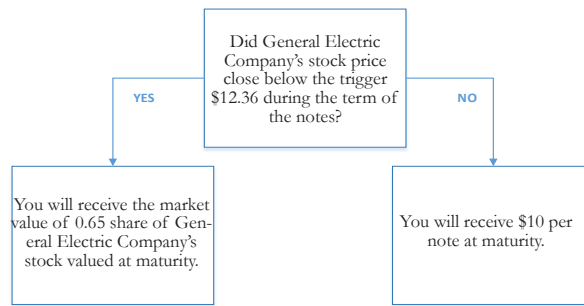 Did General Electric
Company's stock price
close below the trigger
$12.36 during the term of
the notes?
YES
NO
You will receive the market
value of 0.65 share of Gen-
eral Electric Company's
stock valued at maturity.
You will receive $10 per
note at maturity.